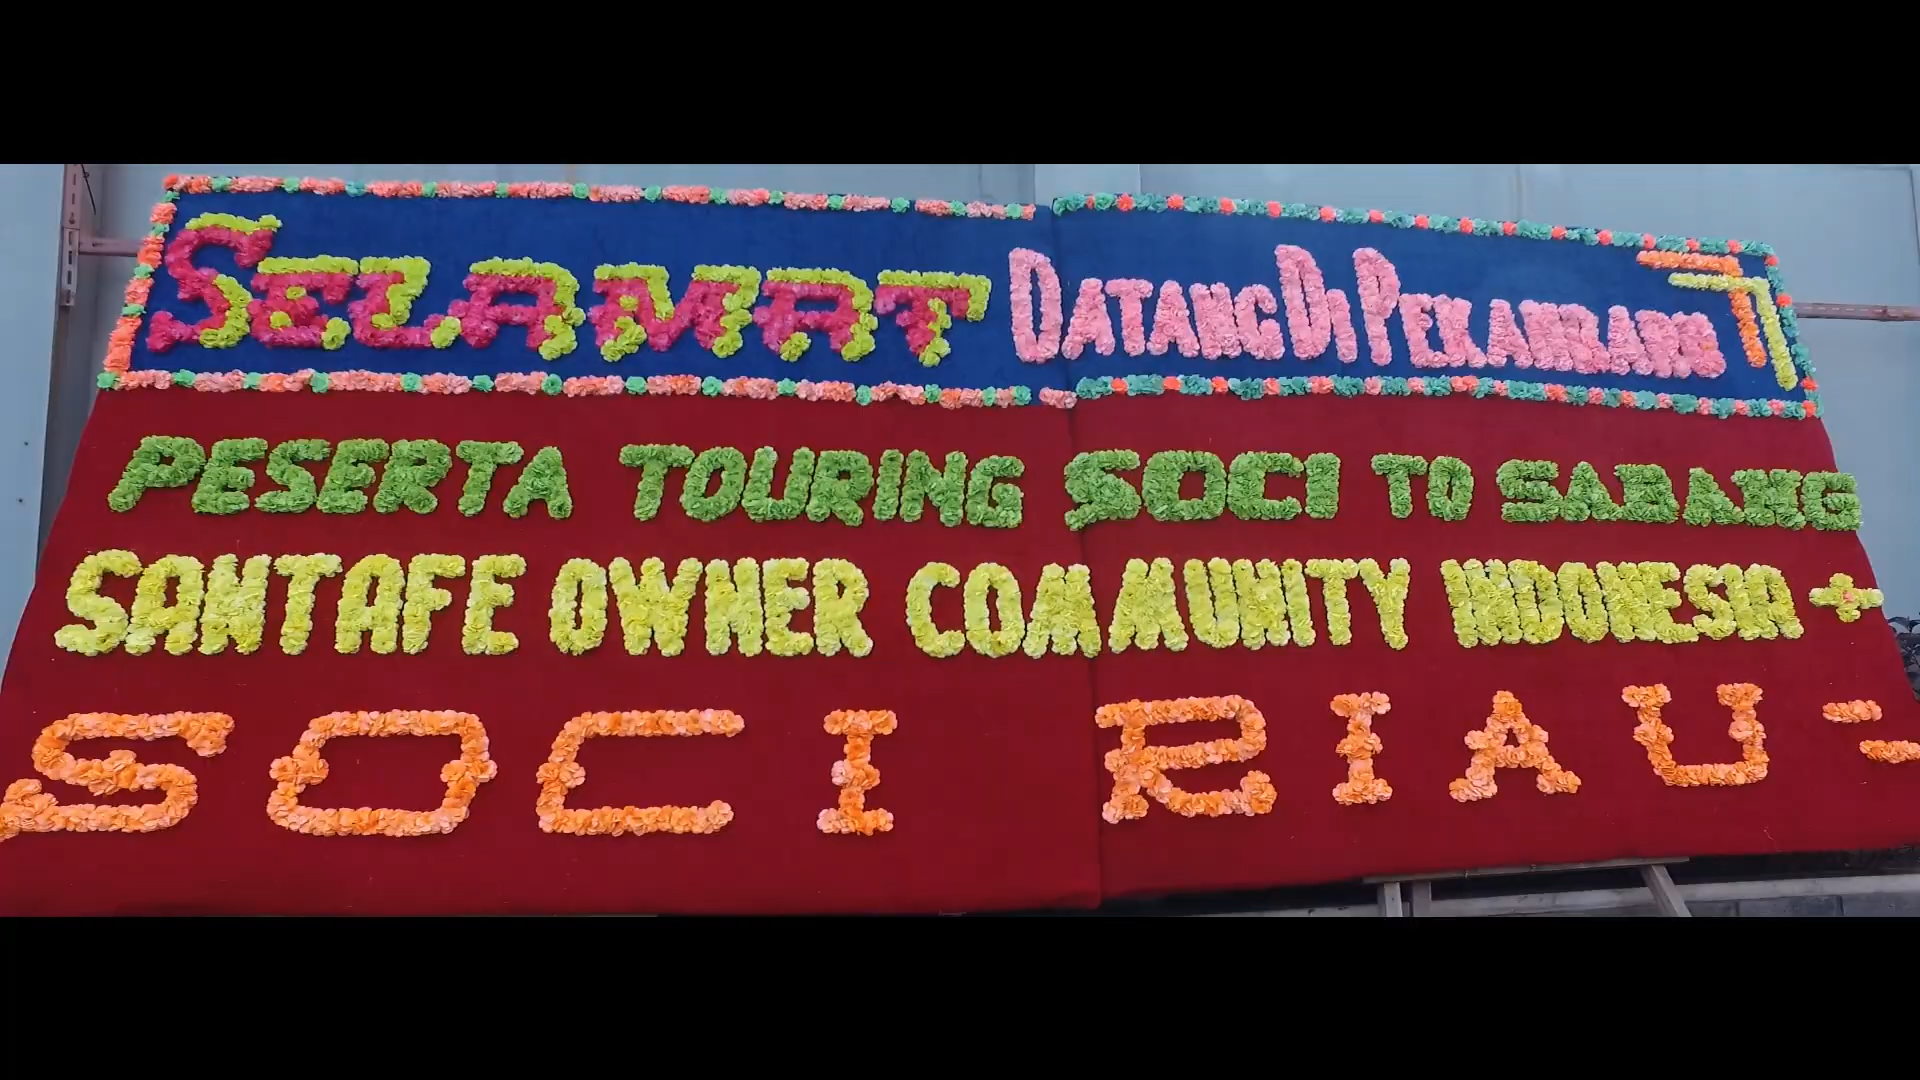 SELAMAT DATANG DI PEKANBARU
PESERTA TOURING SOCI TO SABANG
SANTAFE OWNER COMMUNITY INDONESIA +
SOCI RIAU -